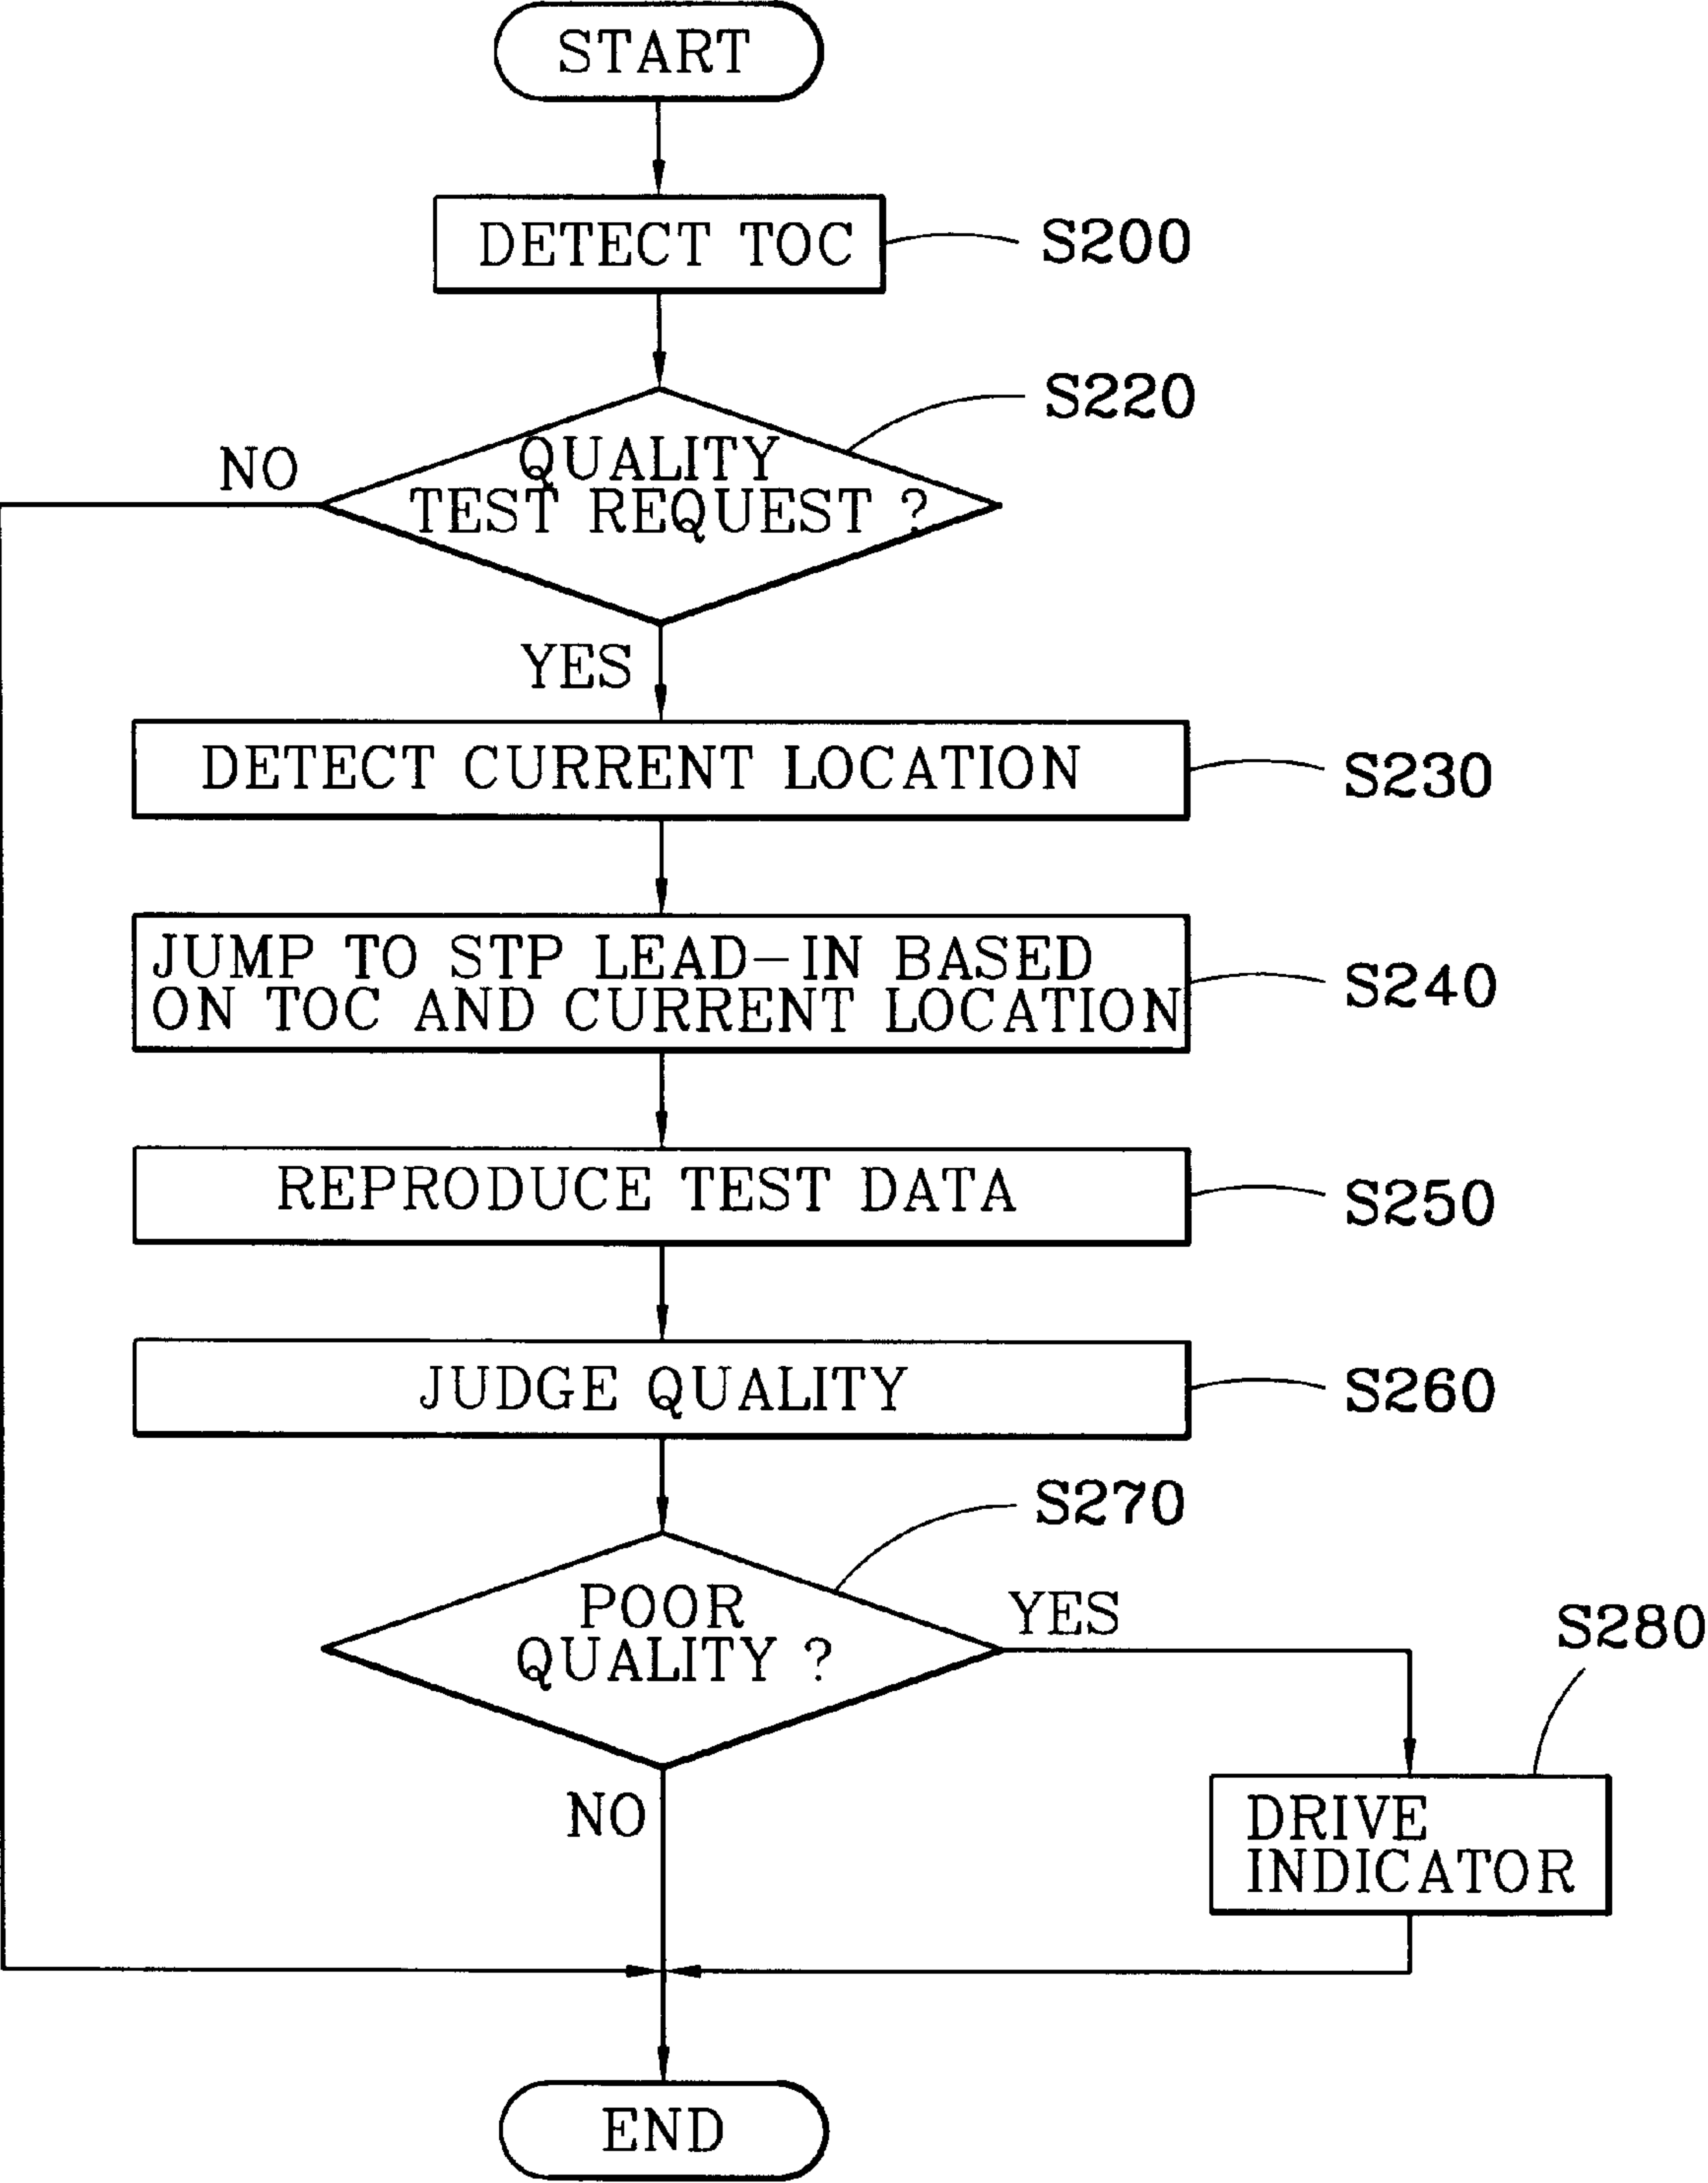 START
DETECT TOC
S200
S220
NO
QUALITY
TEST REQUEST ?
YES
DETECT CURRENT LOCATION
S230
JUMP TO STP LEAD-IN BASED
ON TOC AND CURRENT LOCATION
S240
REPRODUCE TEST DATA
S250
JUDGE QUALITY
S260
S270
POOR
QUALITY ?
YES
S280
NO
DRIVE
INDICATOR
END